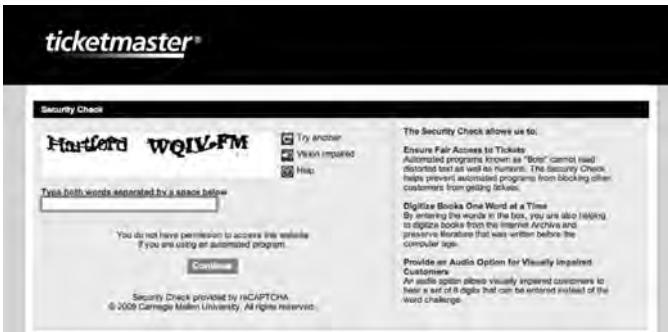 ticketmaster®
Security Check
Hartford WQIV-FM
Try another
Vision impaired
Help
Type both words separated by a space below
You do not have permission to access this website
if you are using an automated program.
Continue
Security Check provided by reCAPTCHA.
© 2009 Carnegie Mellon University. All rights reserved.
The Security Check allows us to:
Ensure Fair Access to Tickets
Automated programs known as "Bots" cannot read
distorted text as well as humans. The Security Check
helps prevent automated programs from blocking other
customers from getting tickets.
Digitize Books One Word at a Time
By entering the words in the box, you are also helping
to digitize books from the Internet Archive and
preserve literature that was written before the
computer age.
Provide an Audio Option for Visually Impaired
Customers
An audio option allows visually impaired customers to
hear a set of 8 digits that can be entered instead of the
word challenge.